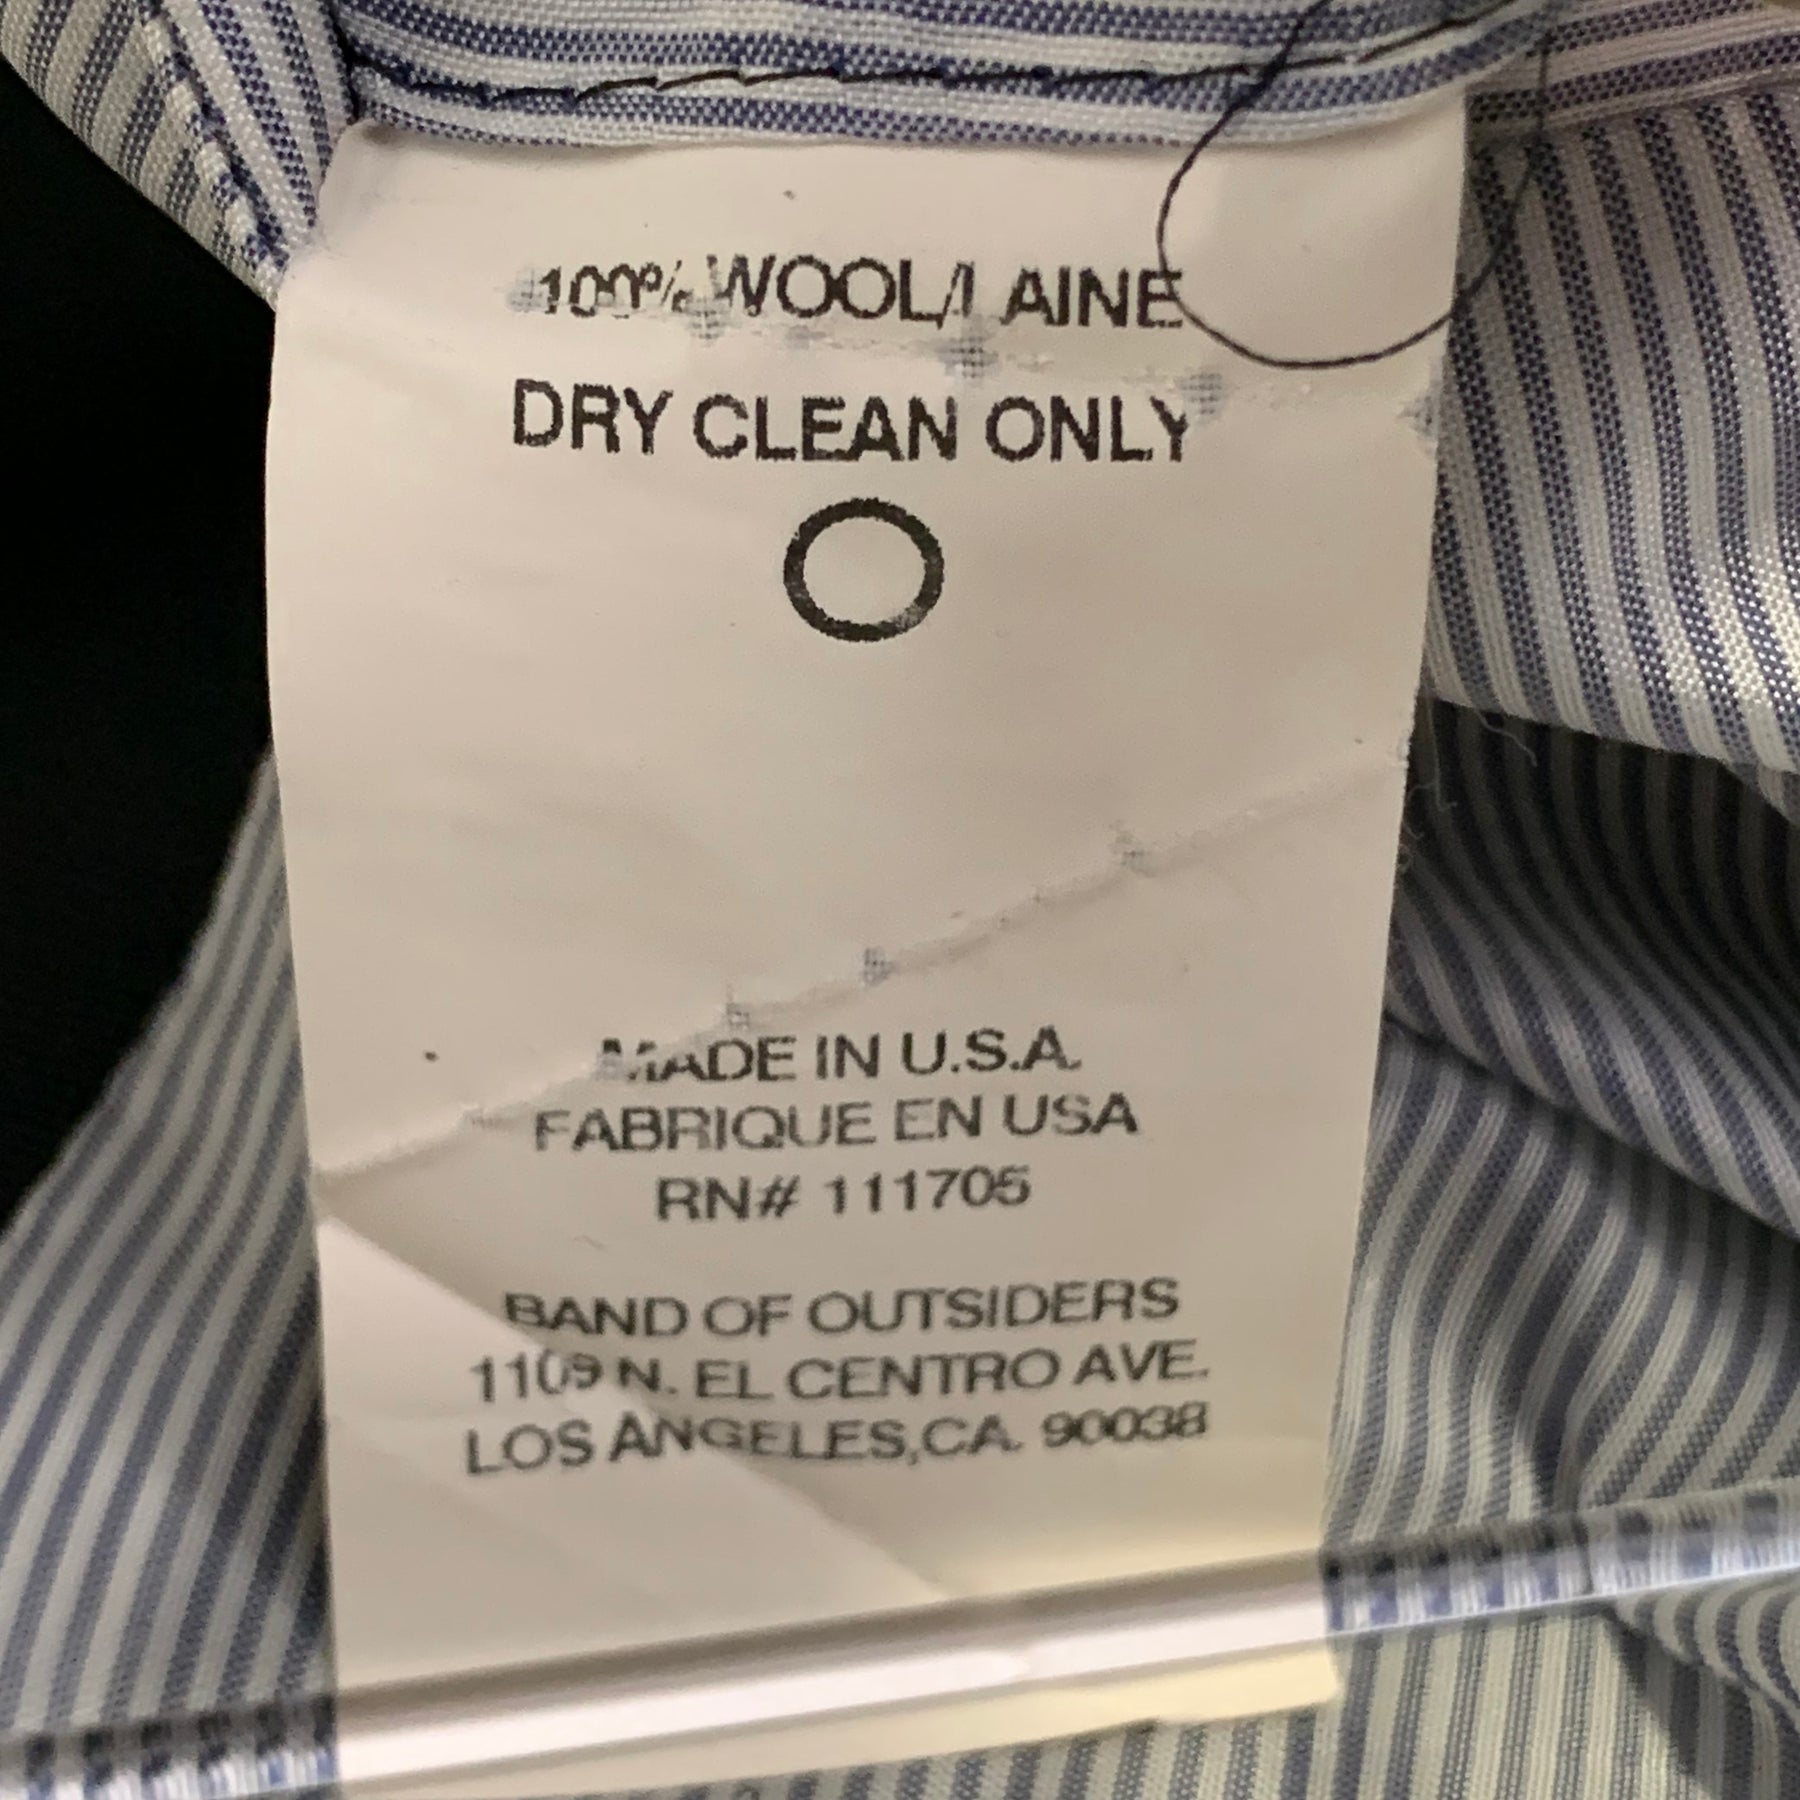 100% WOOL/LAINE
DRY CLEAN ONLY
MADE IN U.S.A.
FABRIQUE EN USA
RN# 111705
BAND OF OUTSIDERS
1109 N. EL CENTRO AVE.
LOS ANGELES,CA. 90038